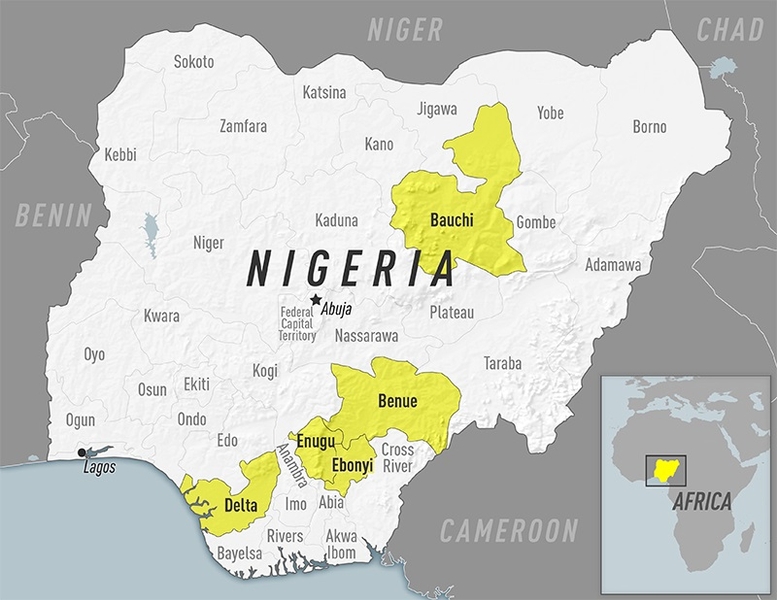 NIGER
CHAD
Sokoto
Katsina
Jigawa
Yobe
Borno
Zamfara
Kano
Kebbi
BENIN
Bauchi
Gombe
Kaduna
Niger
NIGERIA
Adamawa
Abuja
Federal
Capital
Territory
Kwara
Plateau
Nassarawa
Oyo
Kogi
Taraba
Ekiti
Osun
Benue
Ogun
Ondo
Edo
Enugu
Cross
River
Ebonyi
Anambra
Lagos
Delta
Imo
Abia
AFRICA
Rivers
Akwa
Ibom
Bayelsa
CAMEROON